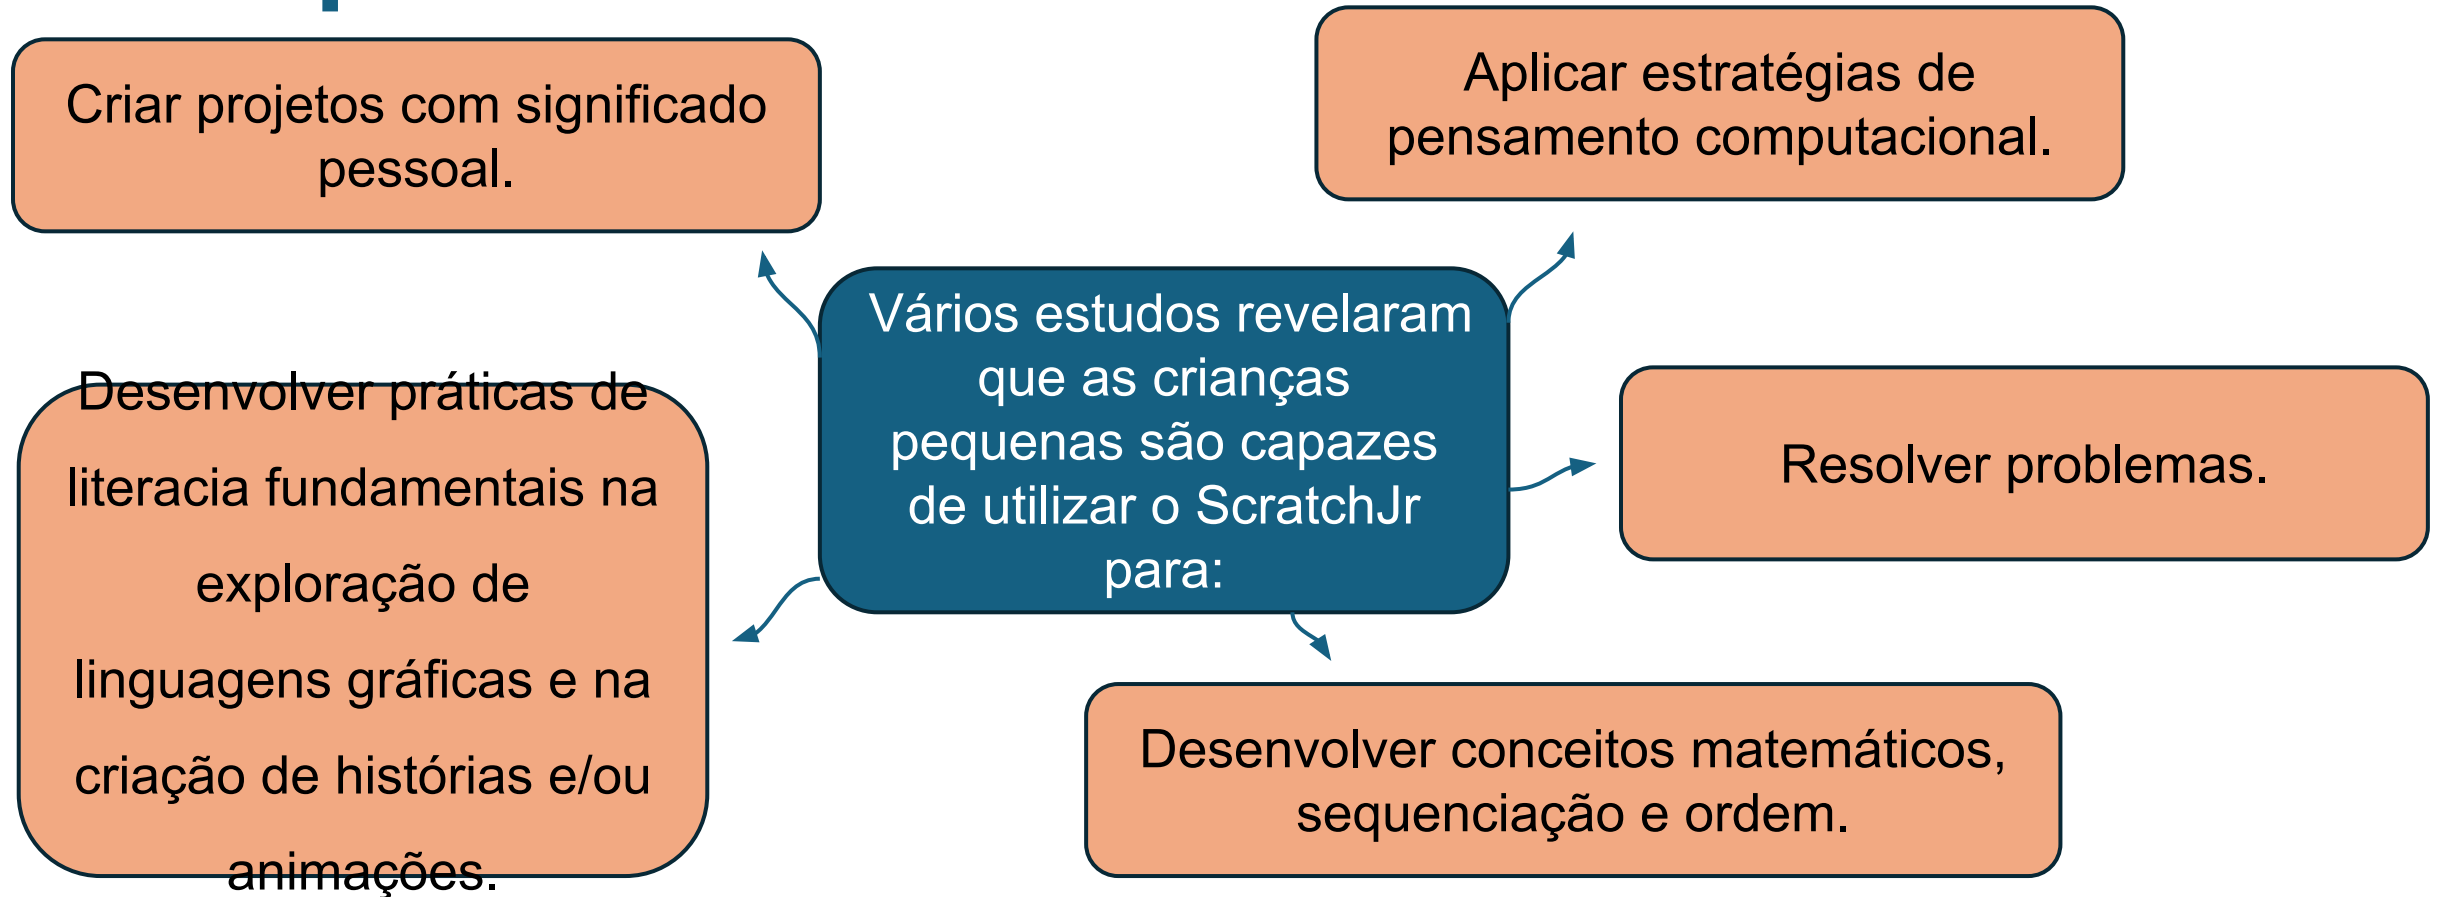 Criar projetos com significado
pessoal.
Aplicar estratégias de
pensamento computacional.
Vários estudos revelaram
que as crianças
pequenas são capazes
de utilizar o ScratchJr
para:
Resolver problemas.
Desenvolver práticas de
literacia fundamentais na
exploração de
linguagens gráficas e na
criação de histórias e/ou
animações.
Desenvolver conceitos matemáticos,
sequenciação e ordem.